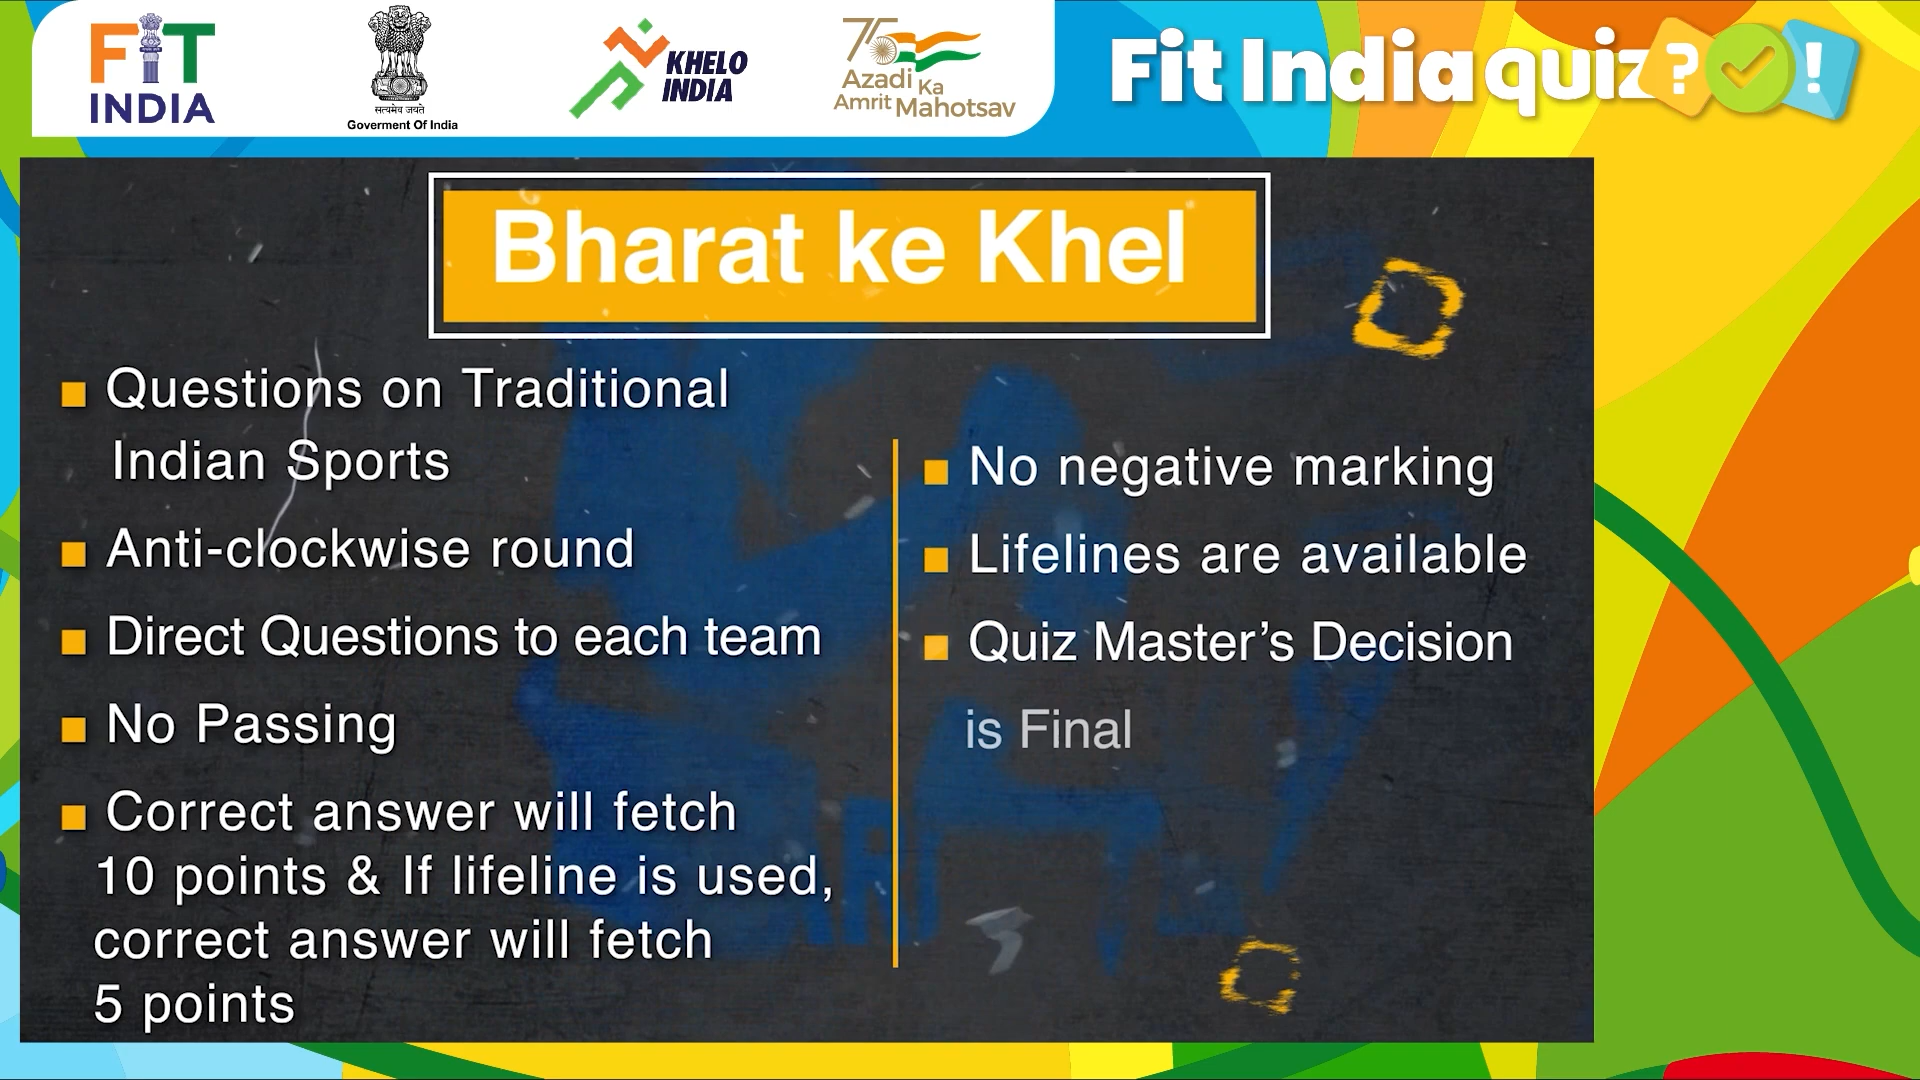 FIT
INDIA
सत्यमेव जयते
Goverment Of India
KHELO
INDIA
75
Azadi
Ka
Amrit Mahotsav
Fit India quiz?!
Bharat ke Khel
Questions on Traditional
Indian Sports
Anti-clockwise round
Direct Questions to each team
No Passing
Correct answer will fetch
10 points & If lifeline is used,
correct answer will fetch
5 points
No negative marking
Lifelines are available
Quiz Master’s Decision
is Final